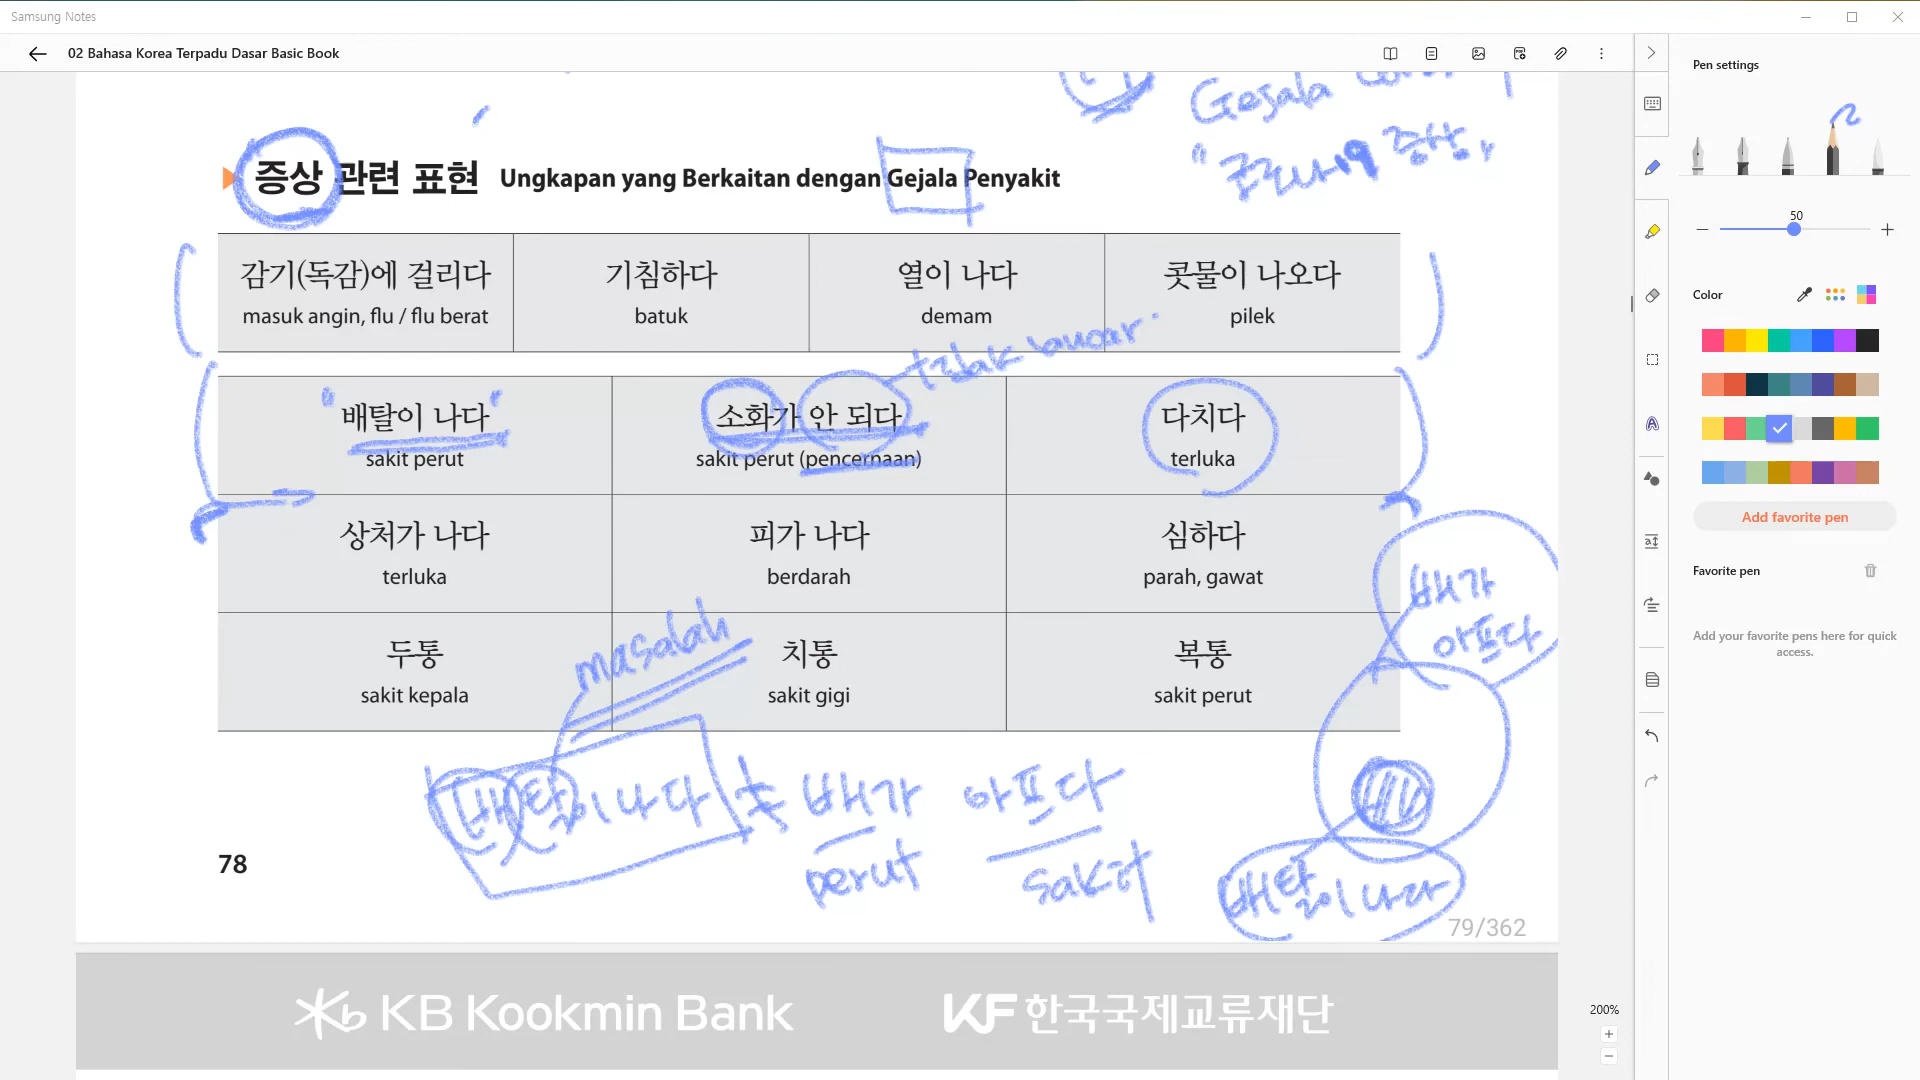 Samsung Notes
02 Bahasa Korea Terpadu Dasar Basic Book
Gejala
" 코로나19 증상 "
증상 관련 표현 Ungkapan yang Berkaitan dengan Gejala Penyakit
감기(독감)에 걸리다 기침하다 열이 나다 콧물이 나오다
masuk angin, flu / flu berat batuk demam pilek
tidak lancar
" 배탈이 나다 " 소화가 안 되다 다치다
sakit perut sakit perut (pencernaan) terluka
상처가 나다 피가 나다 심하다
terluka berdarah parah, gawat
배가
아프다
masalah
두통 치통 복통
sakit kepala sakit gigi sakit perut
배탈이 나다 배가 아프다
perut sakit
배탈이 나다
78
79/362
KB Kookmin Bank KF 한국국제교류재단
200%
Pen settings
50
Color
Add favorite pen
Favorite pen
Add your favorite pens here for quick
access.